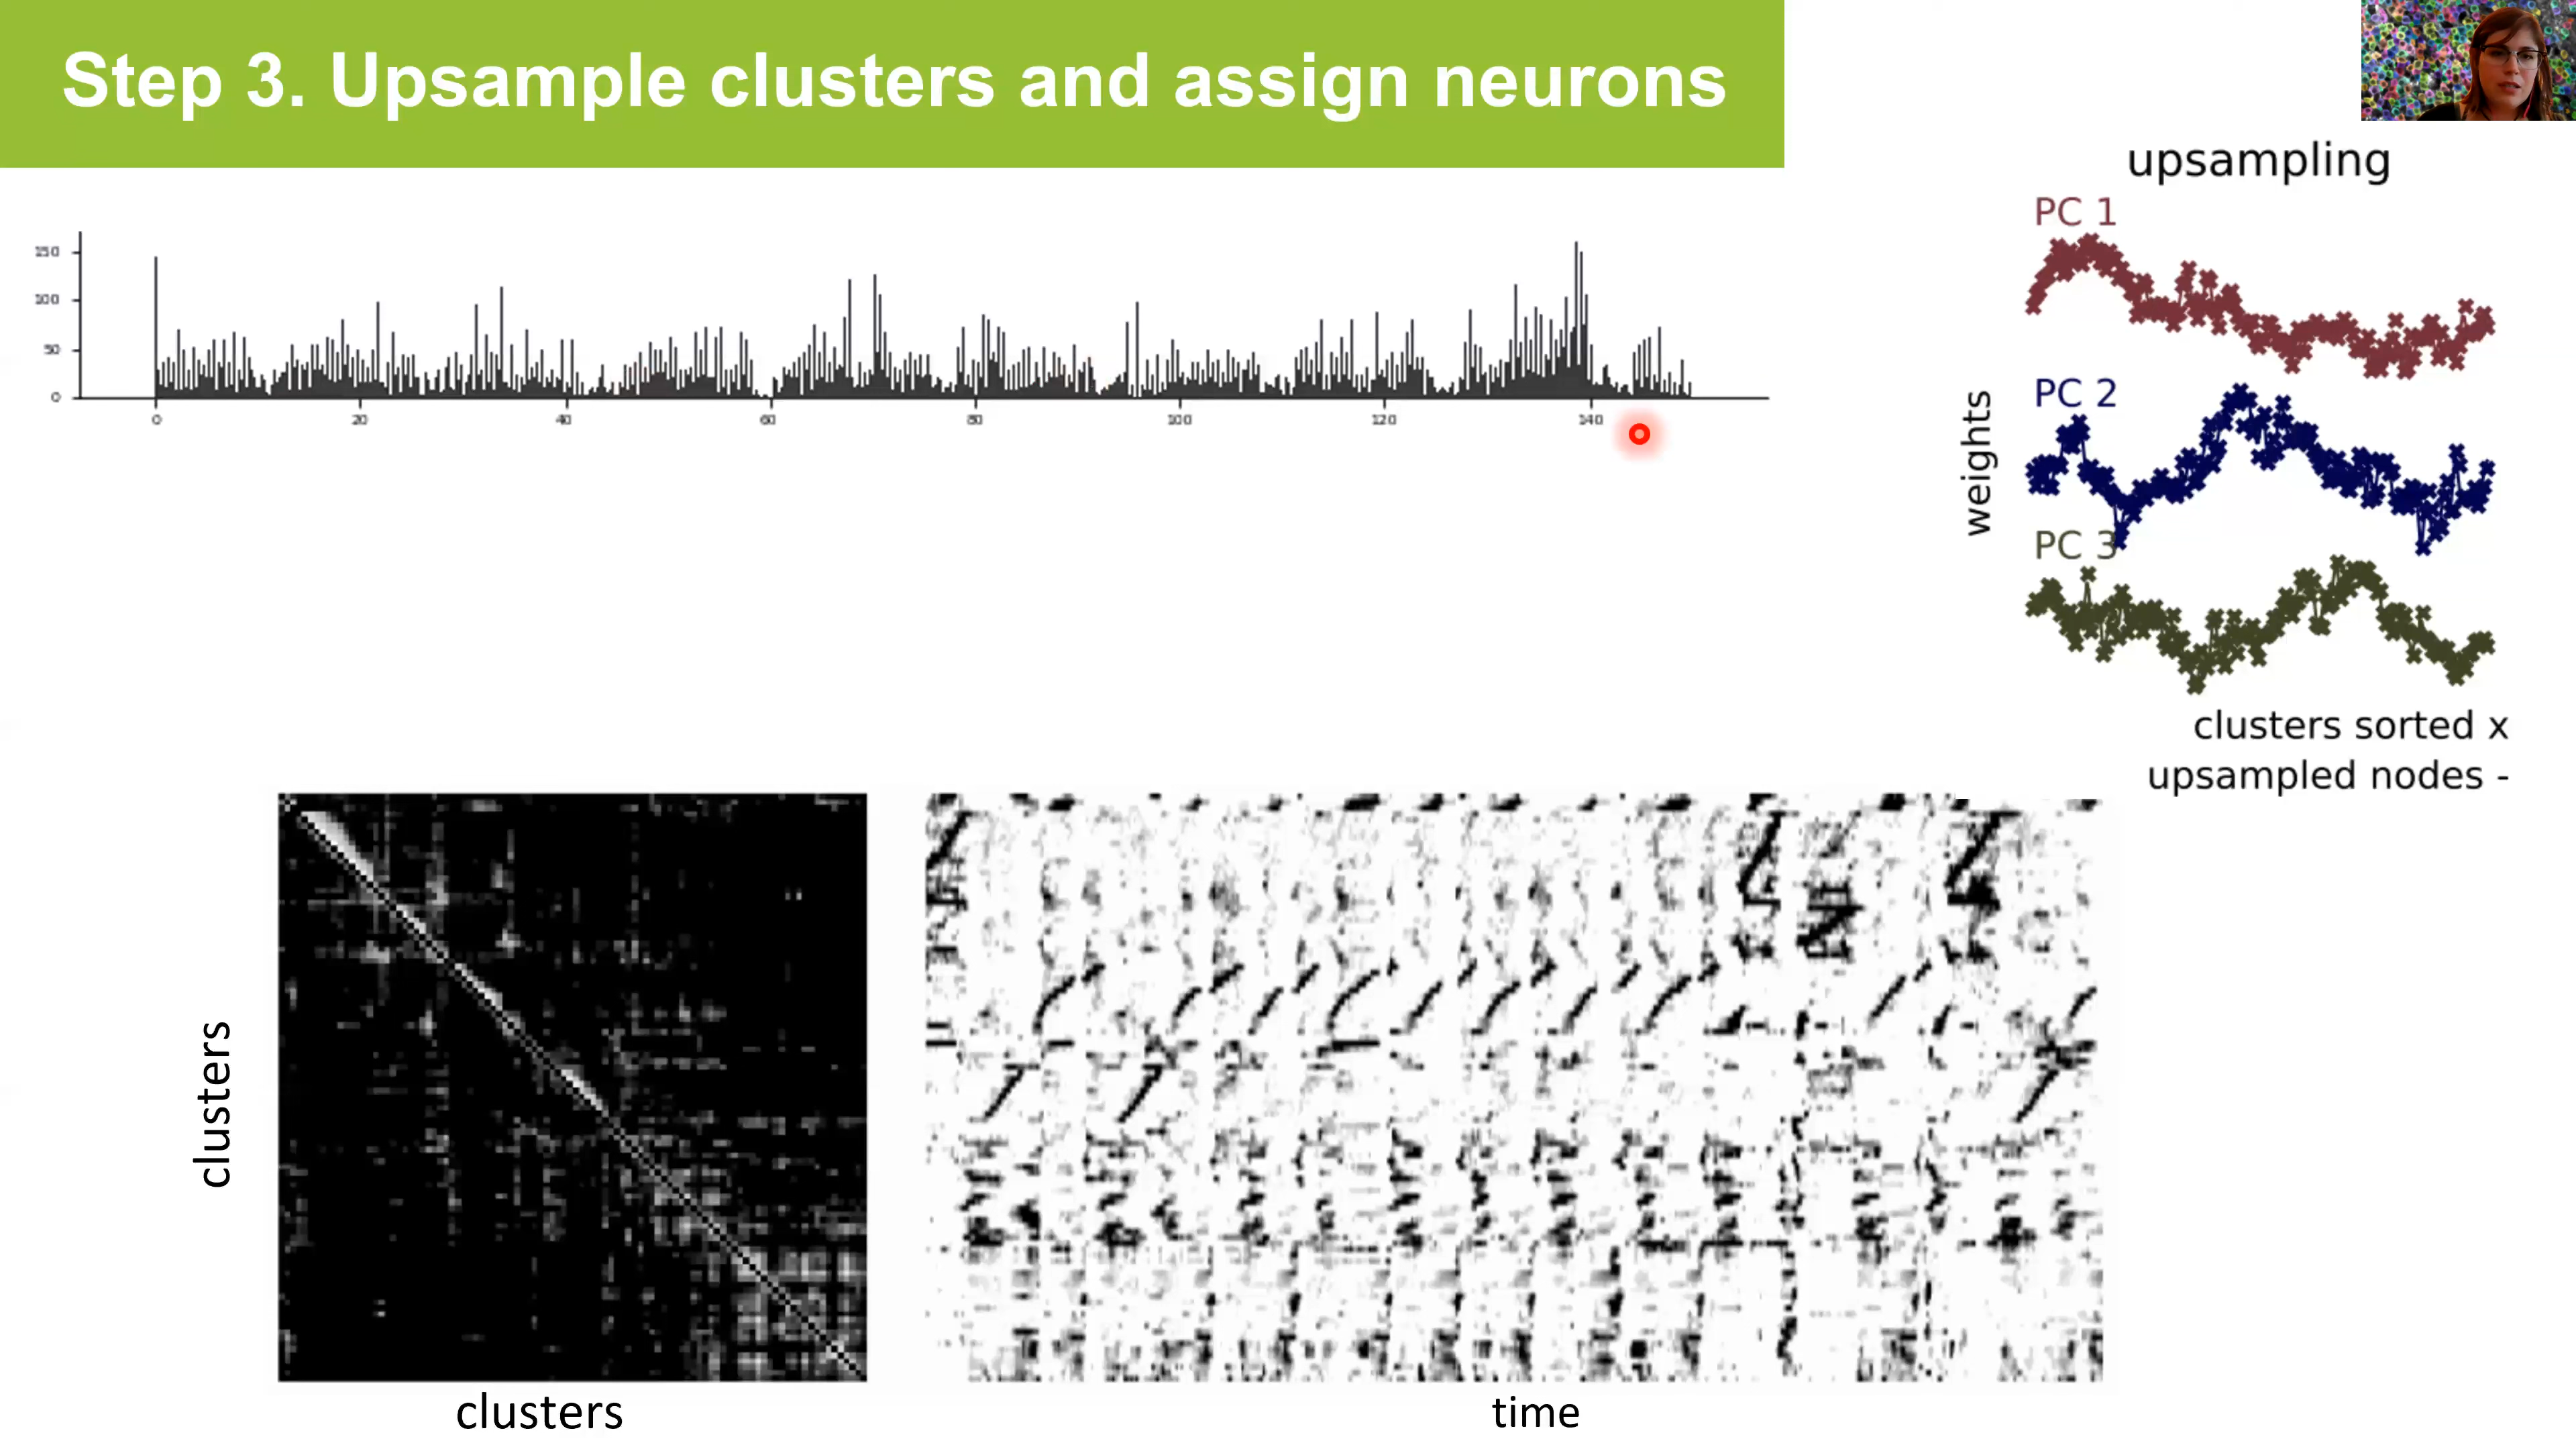 Step 3. Upsample clusters and assign neurons
upsampling
PC 1
150
100
50
0
0 20 40 60 80 100 120 140
PC 2
weights
PC 3
clusters sorted x
upsampled nodes -
clusters
clusters
time